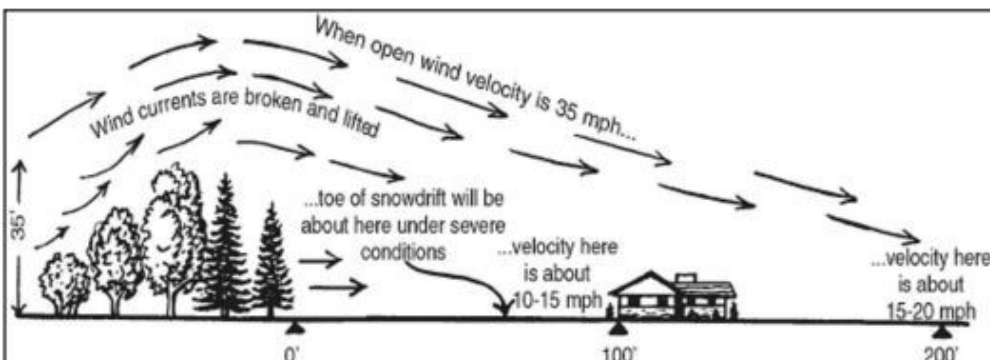 When open wind velocity is 35 mph...
Wind currents are broken and lifted
35'
...toe of snowdrift will be
about here under severe
conditions
...velocity here
is about
10-15 mph
...velocity here
is about
15-20 mph
0'
100'
200'